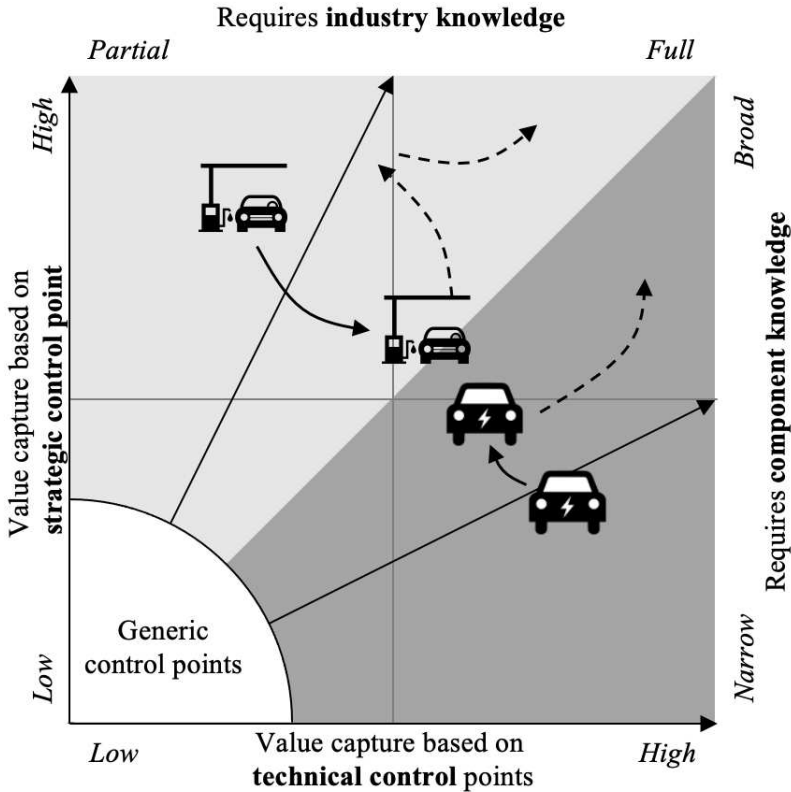 Requires industry knowledge
Partial
Full
High
Broad
Value capture based on
strategic control point
Requires component knowledge
Generic
control points
Low
Narrow
Low
Value capture based on
technical control points
High